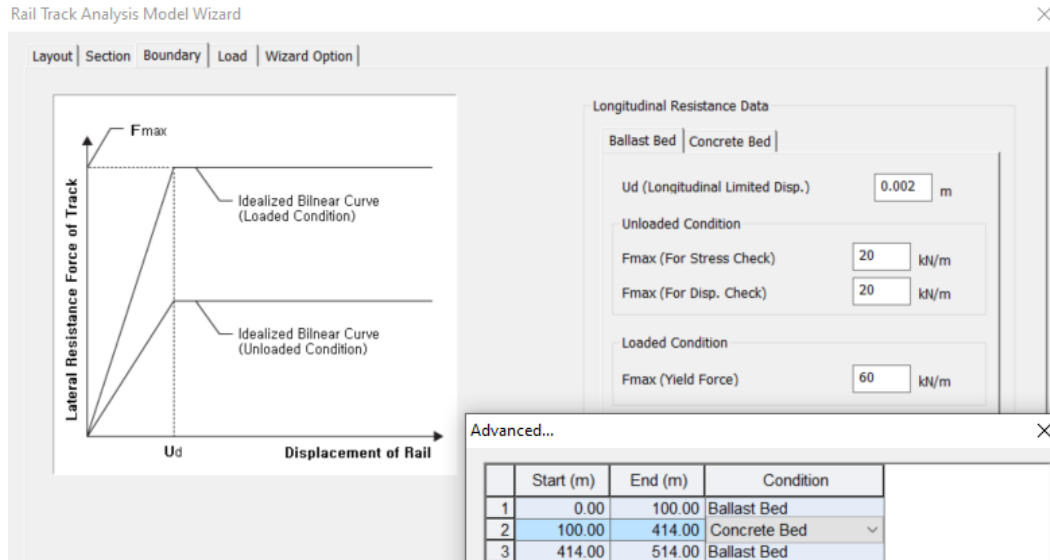 Rail Track Analysis Model Wizard
Layout Section Boundary Load Wizard Option
Fmax
Lateral Resistance Force of Track
Idealized Bilnear Curve
(Loaded Condition)
Idealized Bilnear Curve
(Unloaded Condition)
Ud
Displacement of Rail
Longitudinal Resistance Data
Ballast Bed Concrete Bed
Ud (Longitudinal Limited Disp.) 0.002 m
Unloaded Condition
Fmax (For Stress Check) 20 kN/m
Fmax (For Disp. Check) 20 kN/m
Loaded Condition
Fmax (Yield Force) 60 kN/m
Advanced...
Start (m) End (m) Condition
1 0.00 100.00 Ballast Bed
2 100.00 414.00 Concrete Bed
3 414.00 514.00 Ballast Bed